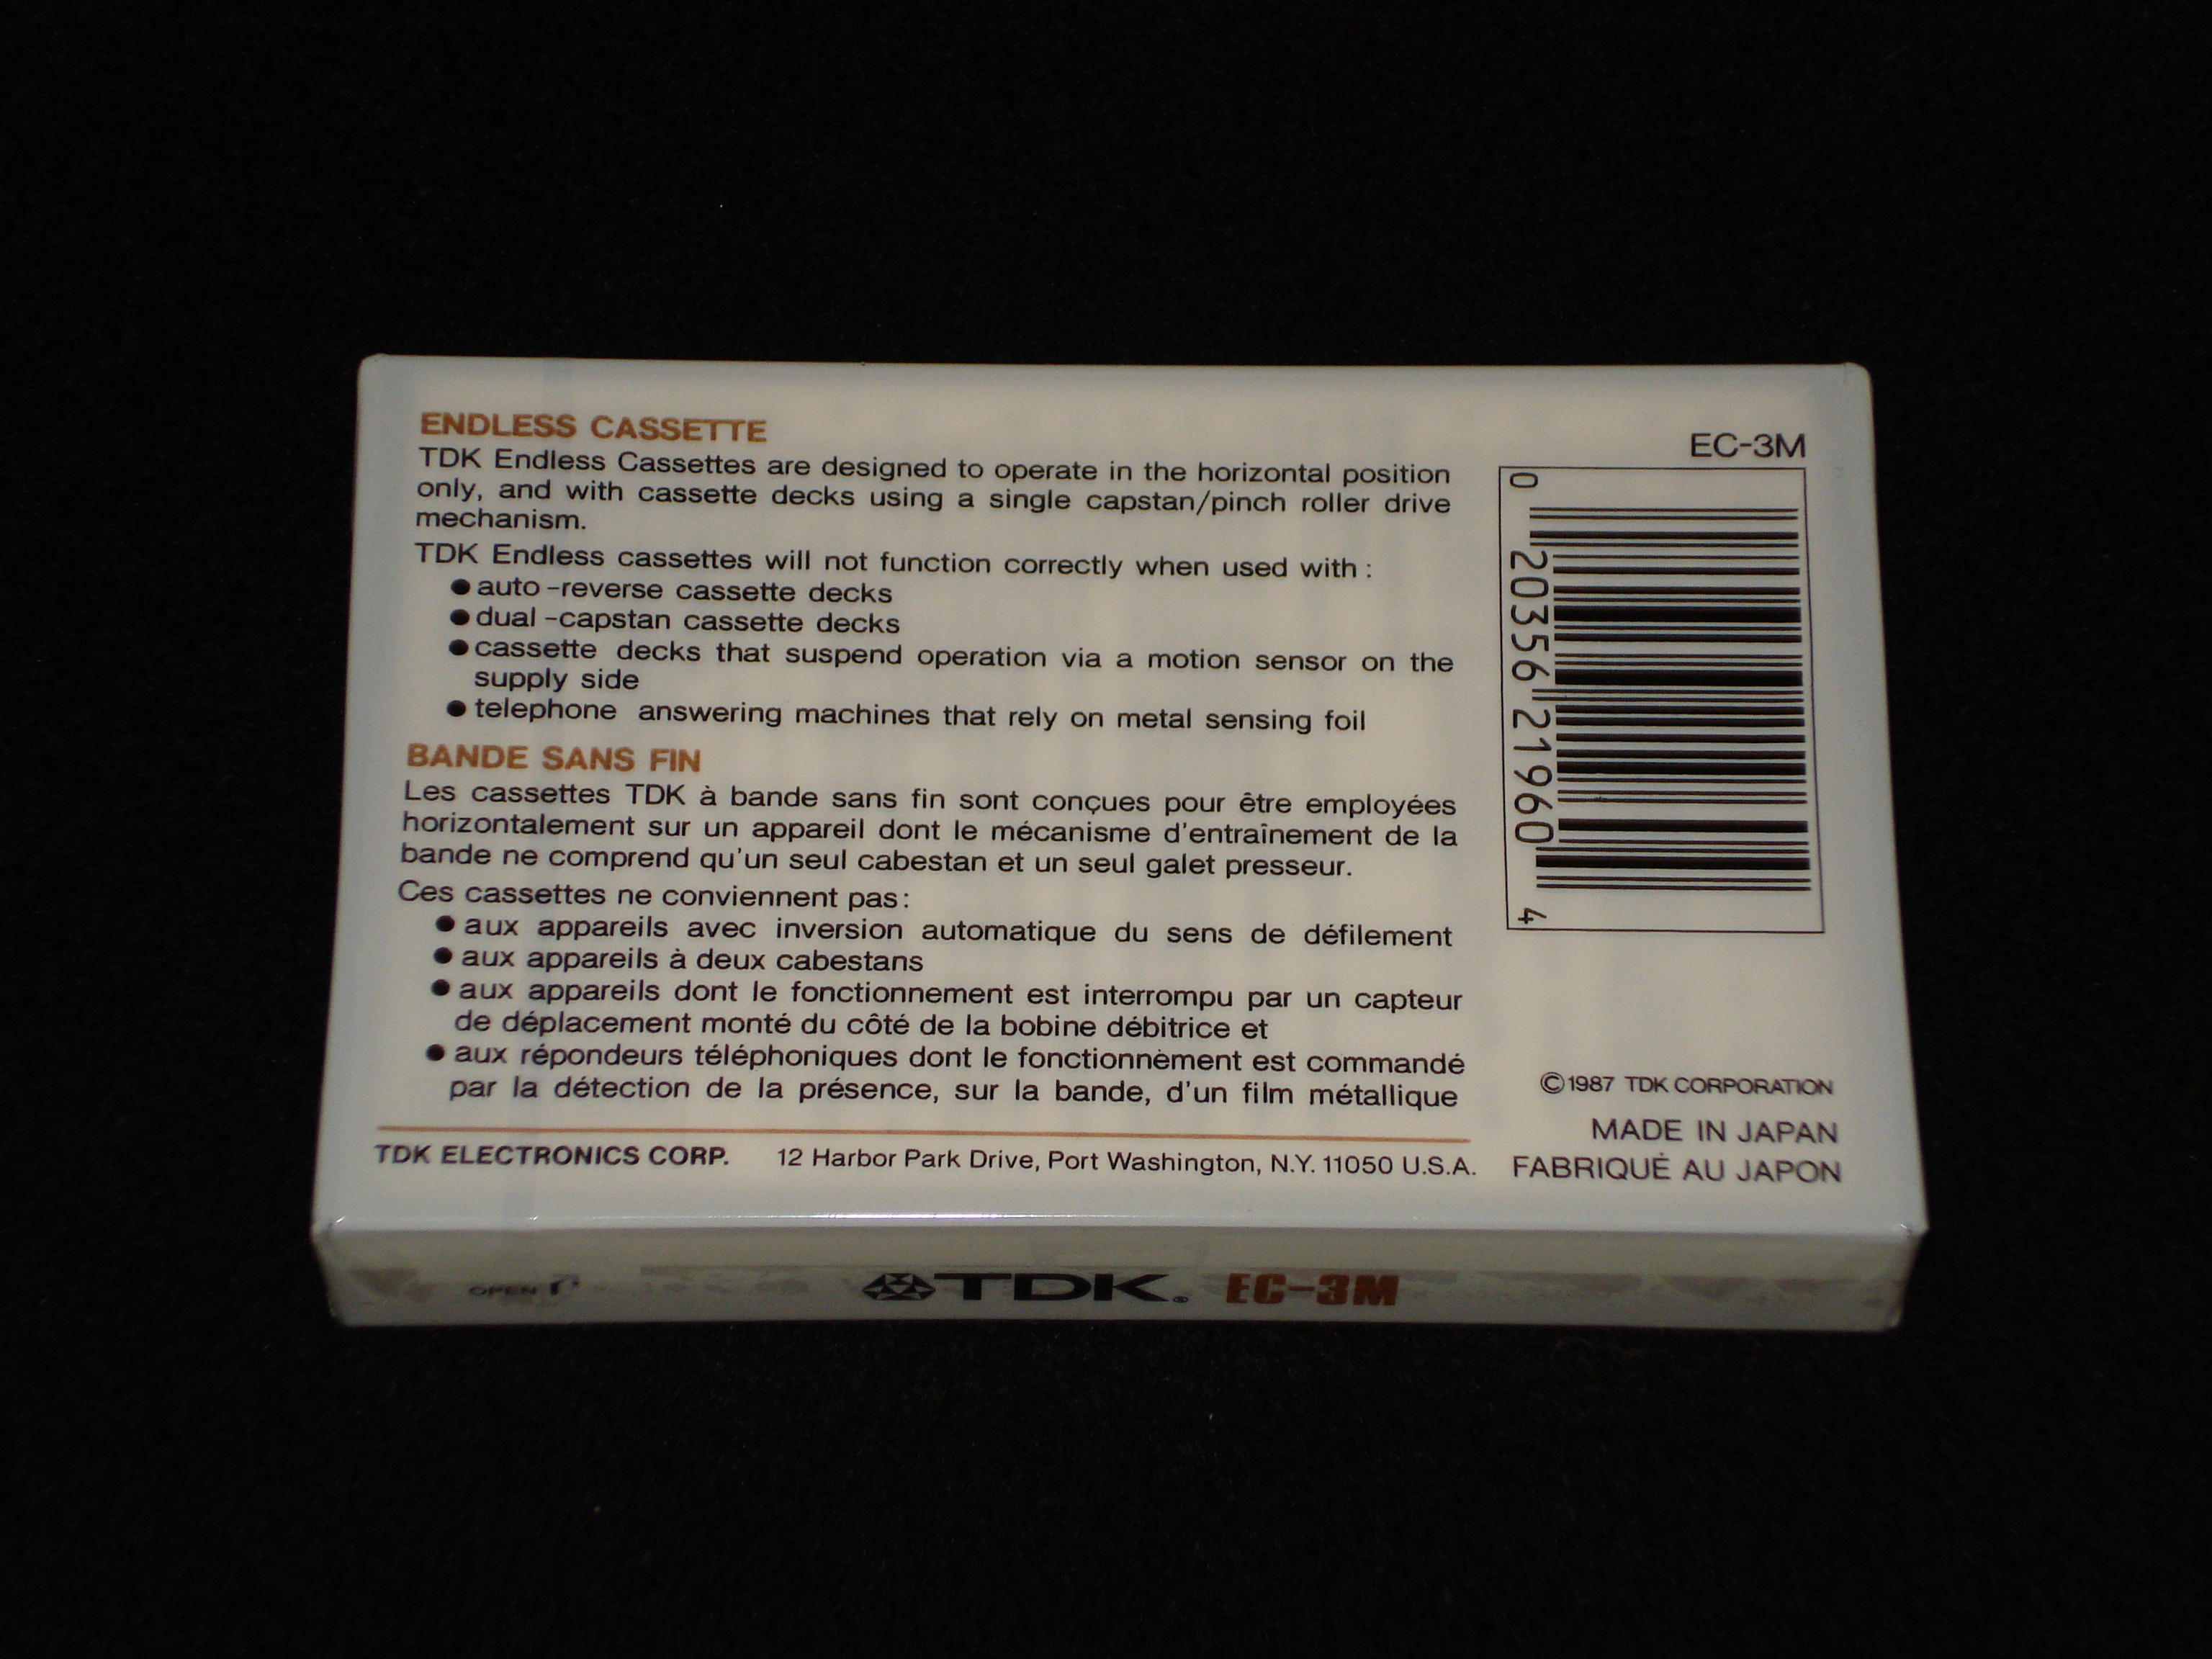 ENDLESS CASSETTE
TDK Endless Cassettes are designed to operate in the horizontal position
only, and with cassette decks using a single capstan/pinch roller drive
mechanism.
TDK Endless cassettes will not function correctly when used with :
● auto-reverse cassette decks
● dual-capstan cassette decks
● cassette decks that suspend operation via a motion sensor on the
supply side
● telephone answering machines that rely on metal sensing foil
BANDE SANS FIN
Les cassettes TDK à bande sans fin sont conçues pour être employées
horizontalement sur un appareil dont le mécanisme d'entraînement de la
bande ne comprend qu'un seul cabestan et un seul galet presseur.
Ces cassettes ne conviennent pas :
● aux appareils avec inversion automatique du sens de défilement
● aux appareils à deux cabestans
● aux appareils dont le fonctionnement est interrompu par un capteur
de déplacement monté du côté de la bobine débitrice et
● aux répondeurs téléphoniques dont le fonctionnèment est commandé
par la détection de la présence, sur la bande, d'un film métallique
TDK ELECTRONICS CORP. 12 Harbor Park Drive, Port Washington, N.Y. 11050 U.S.A.
EC-3M
0 20356 21960 4
©1987 TDK CORPORATION
MADE IN JAPAN
FABRIQUÉ AU JAPON
OPEN
TDK. EC-3M